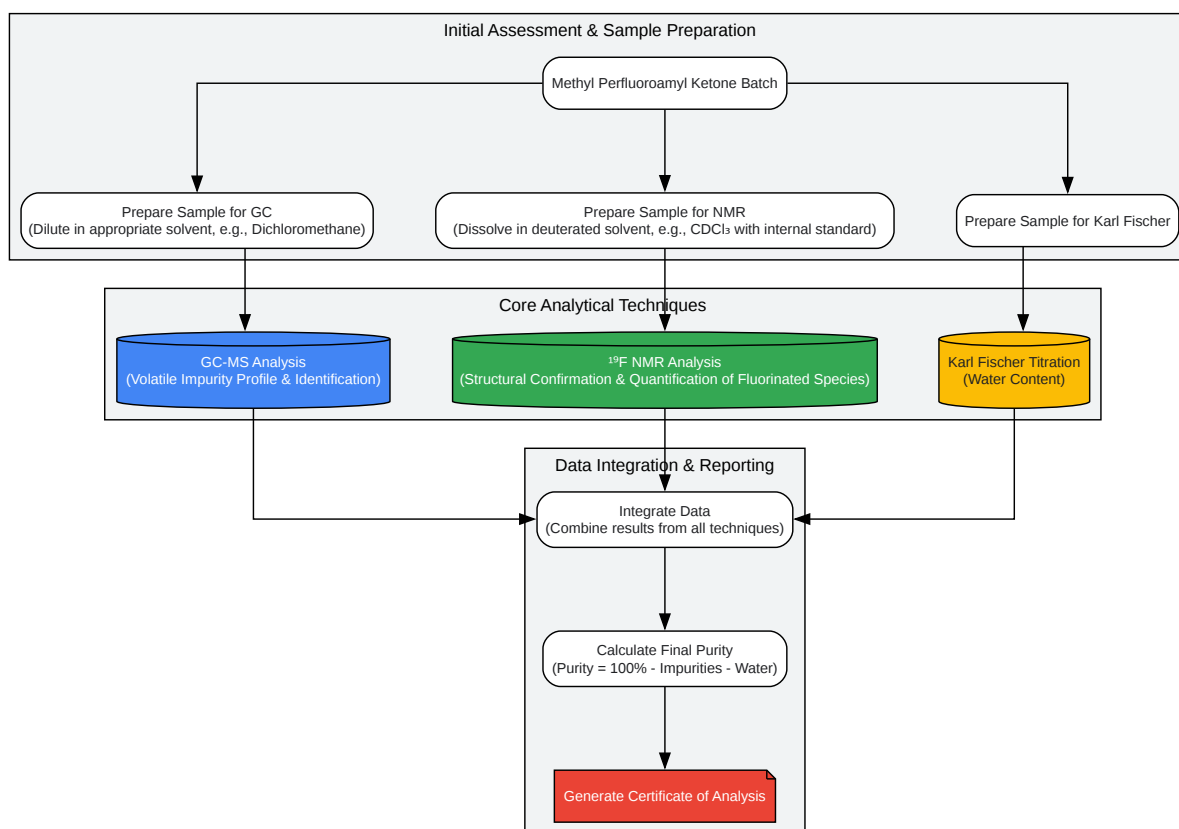 Initial Assessment & Sample Preparation
Methyl Perfluoroamyl Ketone Batch
Prepare Sample for GC
(Dilute in appropriate solvent, e.g., Dichloromethane)
Prepare Sample for NMR
(Dissolve in deuterated solvent, e.g., CDCl₃ with internal standard)
Prepare Sample for Karl Fischer
Core Analytical Techniques
GC-MS Analysis
(Volatile Impurity Profile & Identification)
¹⁹F NMR Analysis
(Structural Confirmation & Quantification of Fluorinated Species)
Karl Fischer Titration
(Water Content)
Data Integration & Reporting
Integrate Data
(Combine results from all techniques)
Calculate Final Purity
(Purity = 100% - Impurities - Water)
Generate Certificate of Analysis